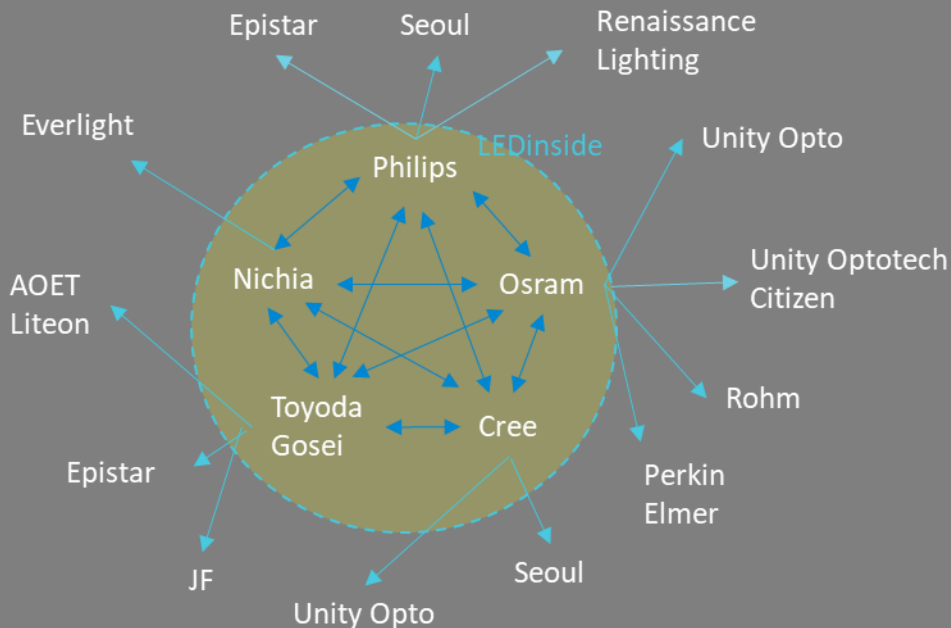 Epistar
Seoul
Renaissance
Lighting
Everlight
LEDinside
Unity Opto
Philips
AOET
Liteon
Nichia
Osram
Unity Optotech
Citizen
Toyoda
Gosei
Cree
Rohm
Epistar
Perkin
Elmer
JF
Unity Opto
Seoul